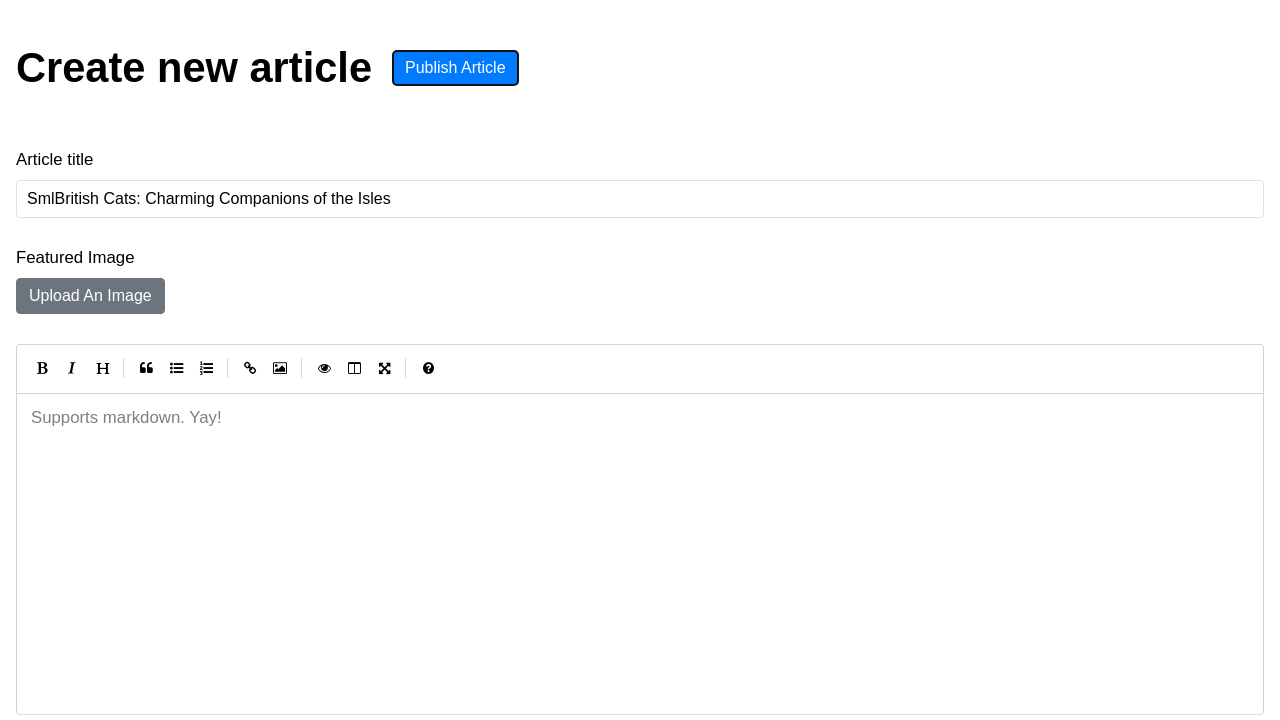 Create new article
Publish Article
Article title
SmlBritish Cats: Charming Companions of the Isles
Featured Image
Upload An Image
B I H
Supports markdown. Yay!